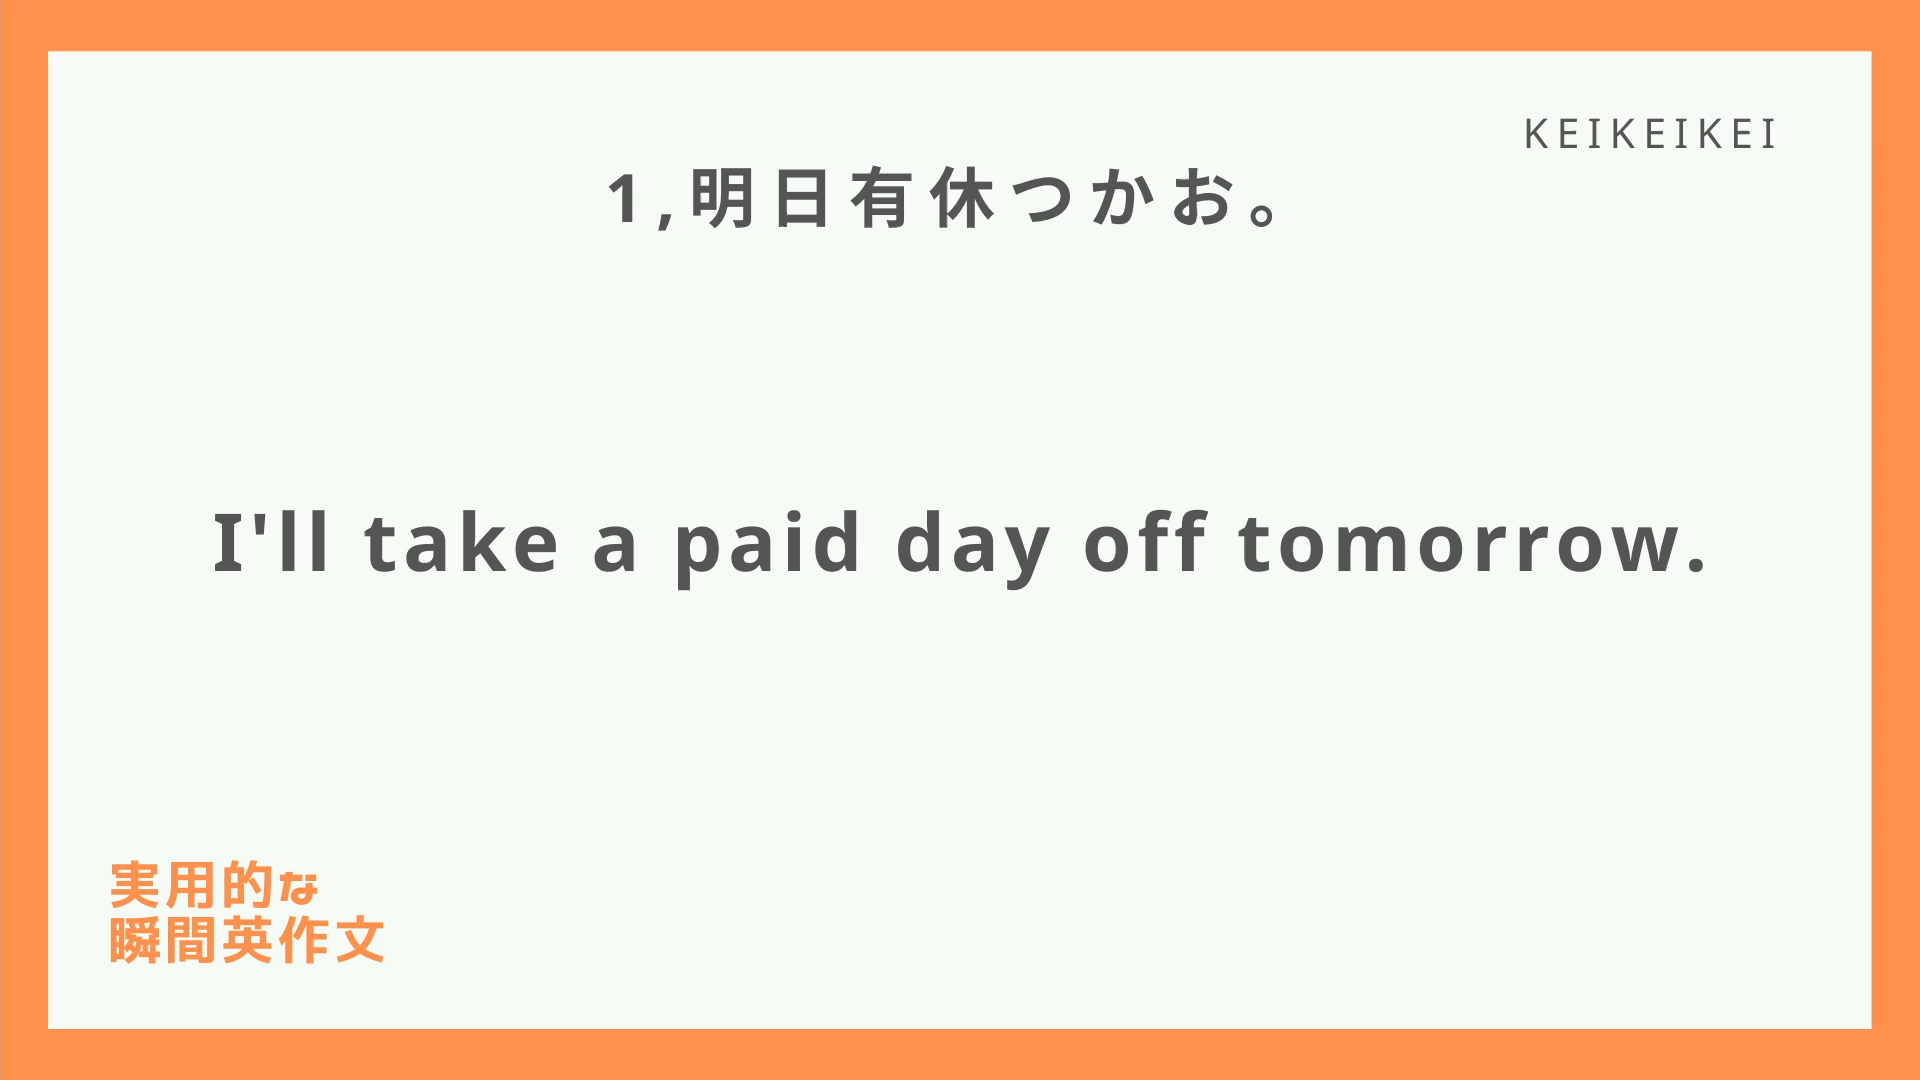 KEIKEIKEI
1,明日有休つかお。
I'll take a paid day off tomorrow.
実用的な
瞬間英作文